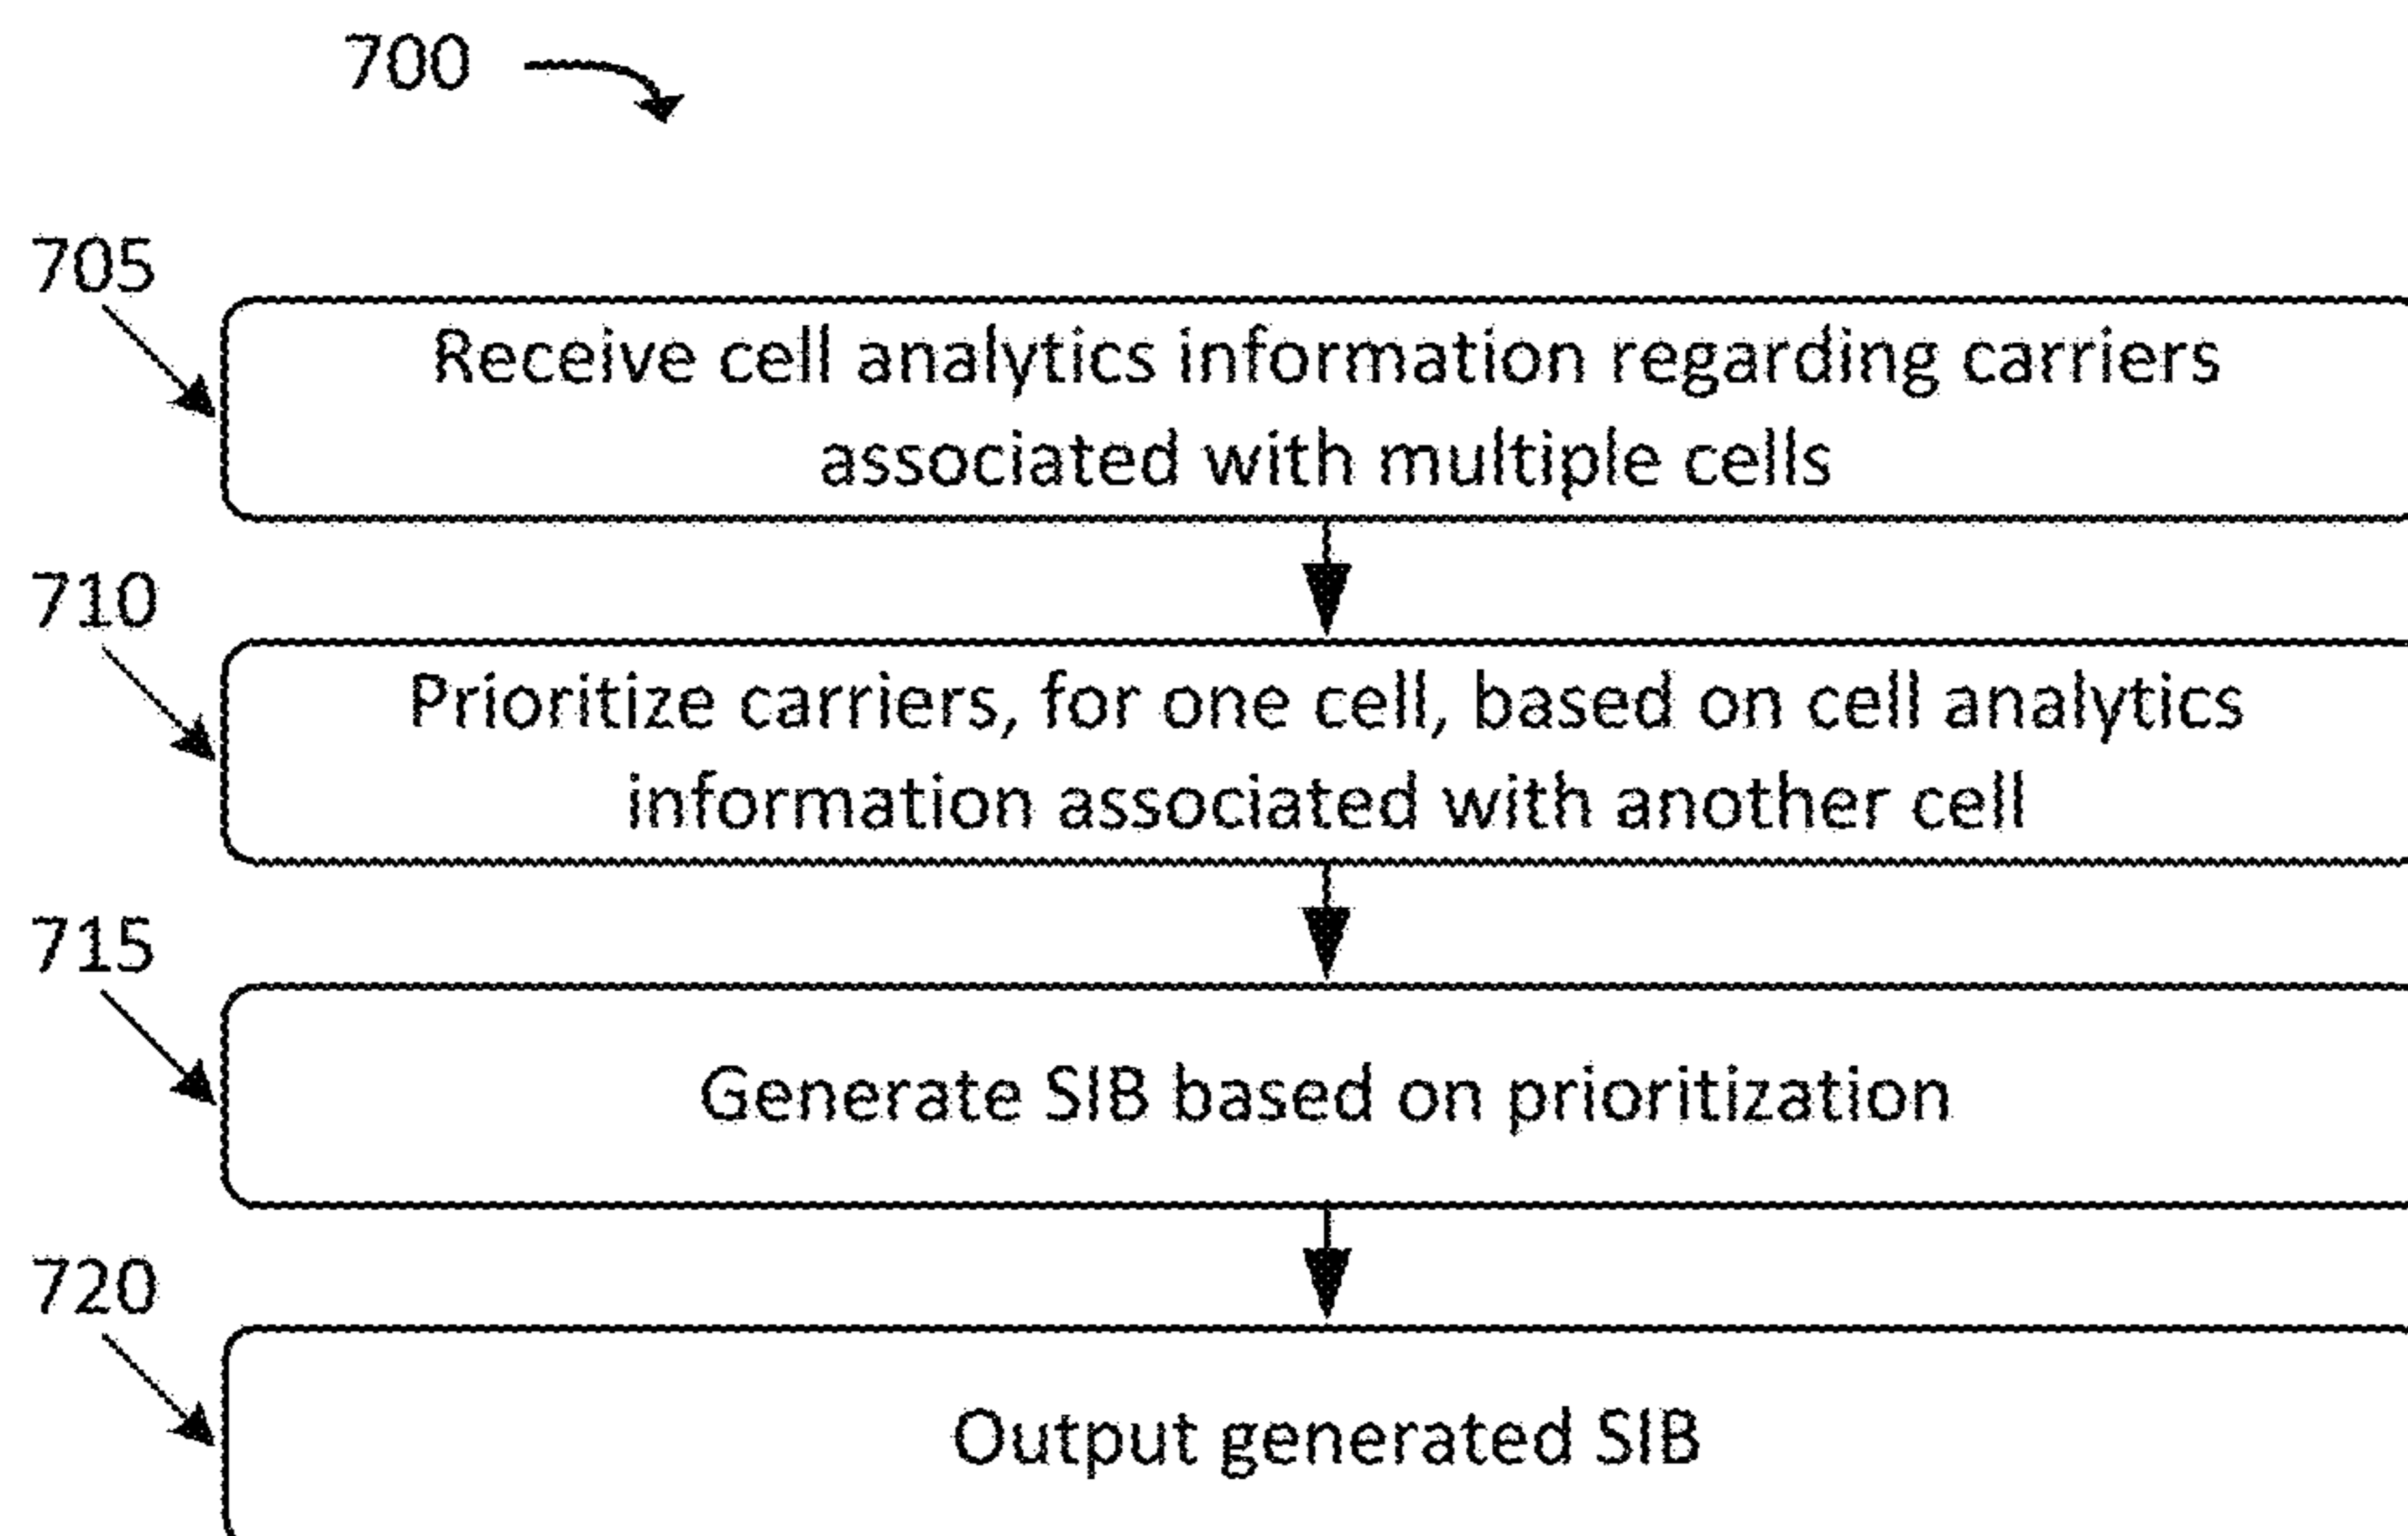 700
705
Receive cell analytics information regarding carriers
associated with multiple cells
710
Prioritize carriers, for one cell, based on cell analytics
information associated with another cell
715
Generate SIB based on prioritization
720
Output generated SIB